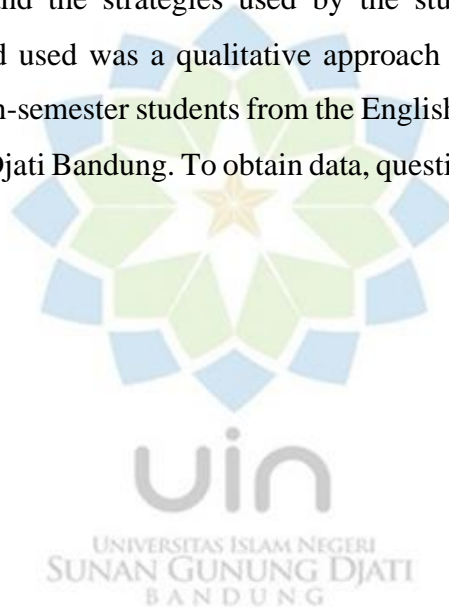 and the strategies used by the stu
d used was a qualitative approach
h-semester students from the English
Djati Bandung. To obtain data, questi
uin
UNIVERSITAS ISLAM NEGERI
SUNAN GUNUNG DJATI
BANDUNG